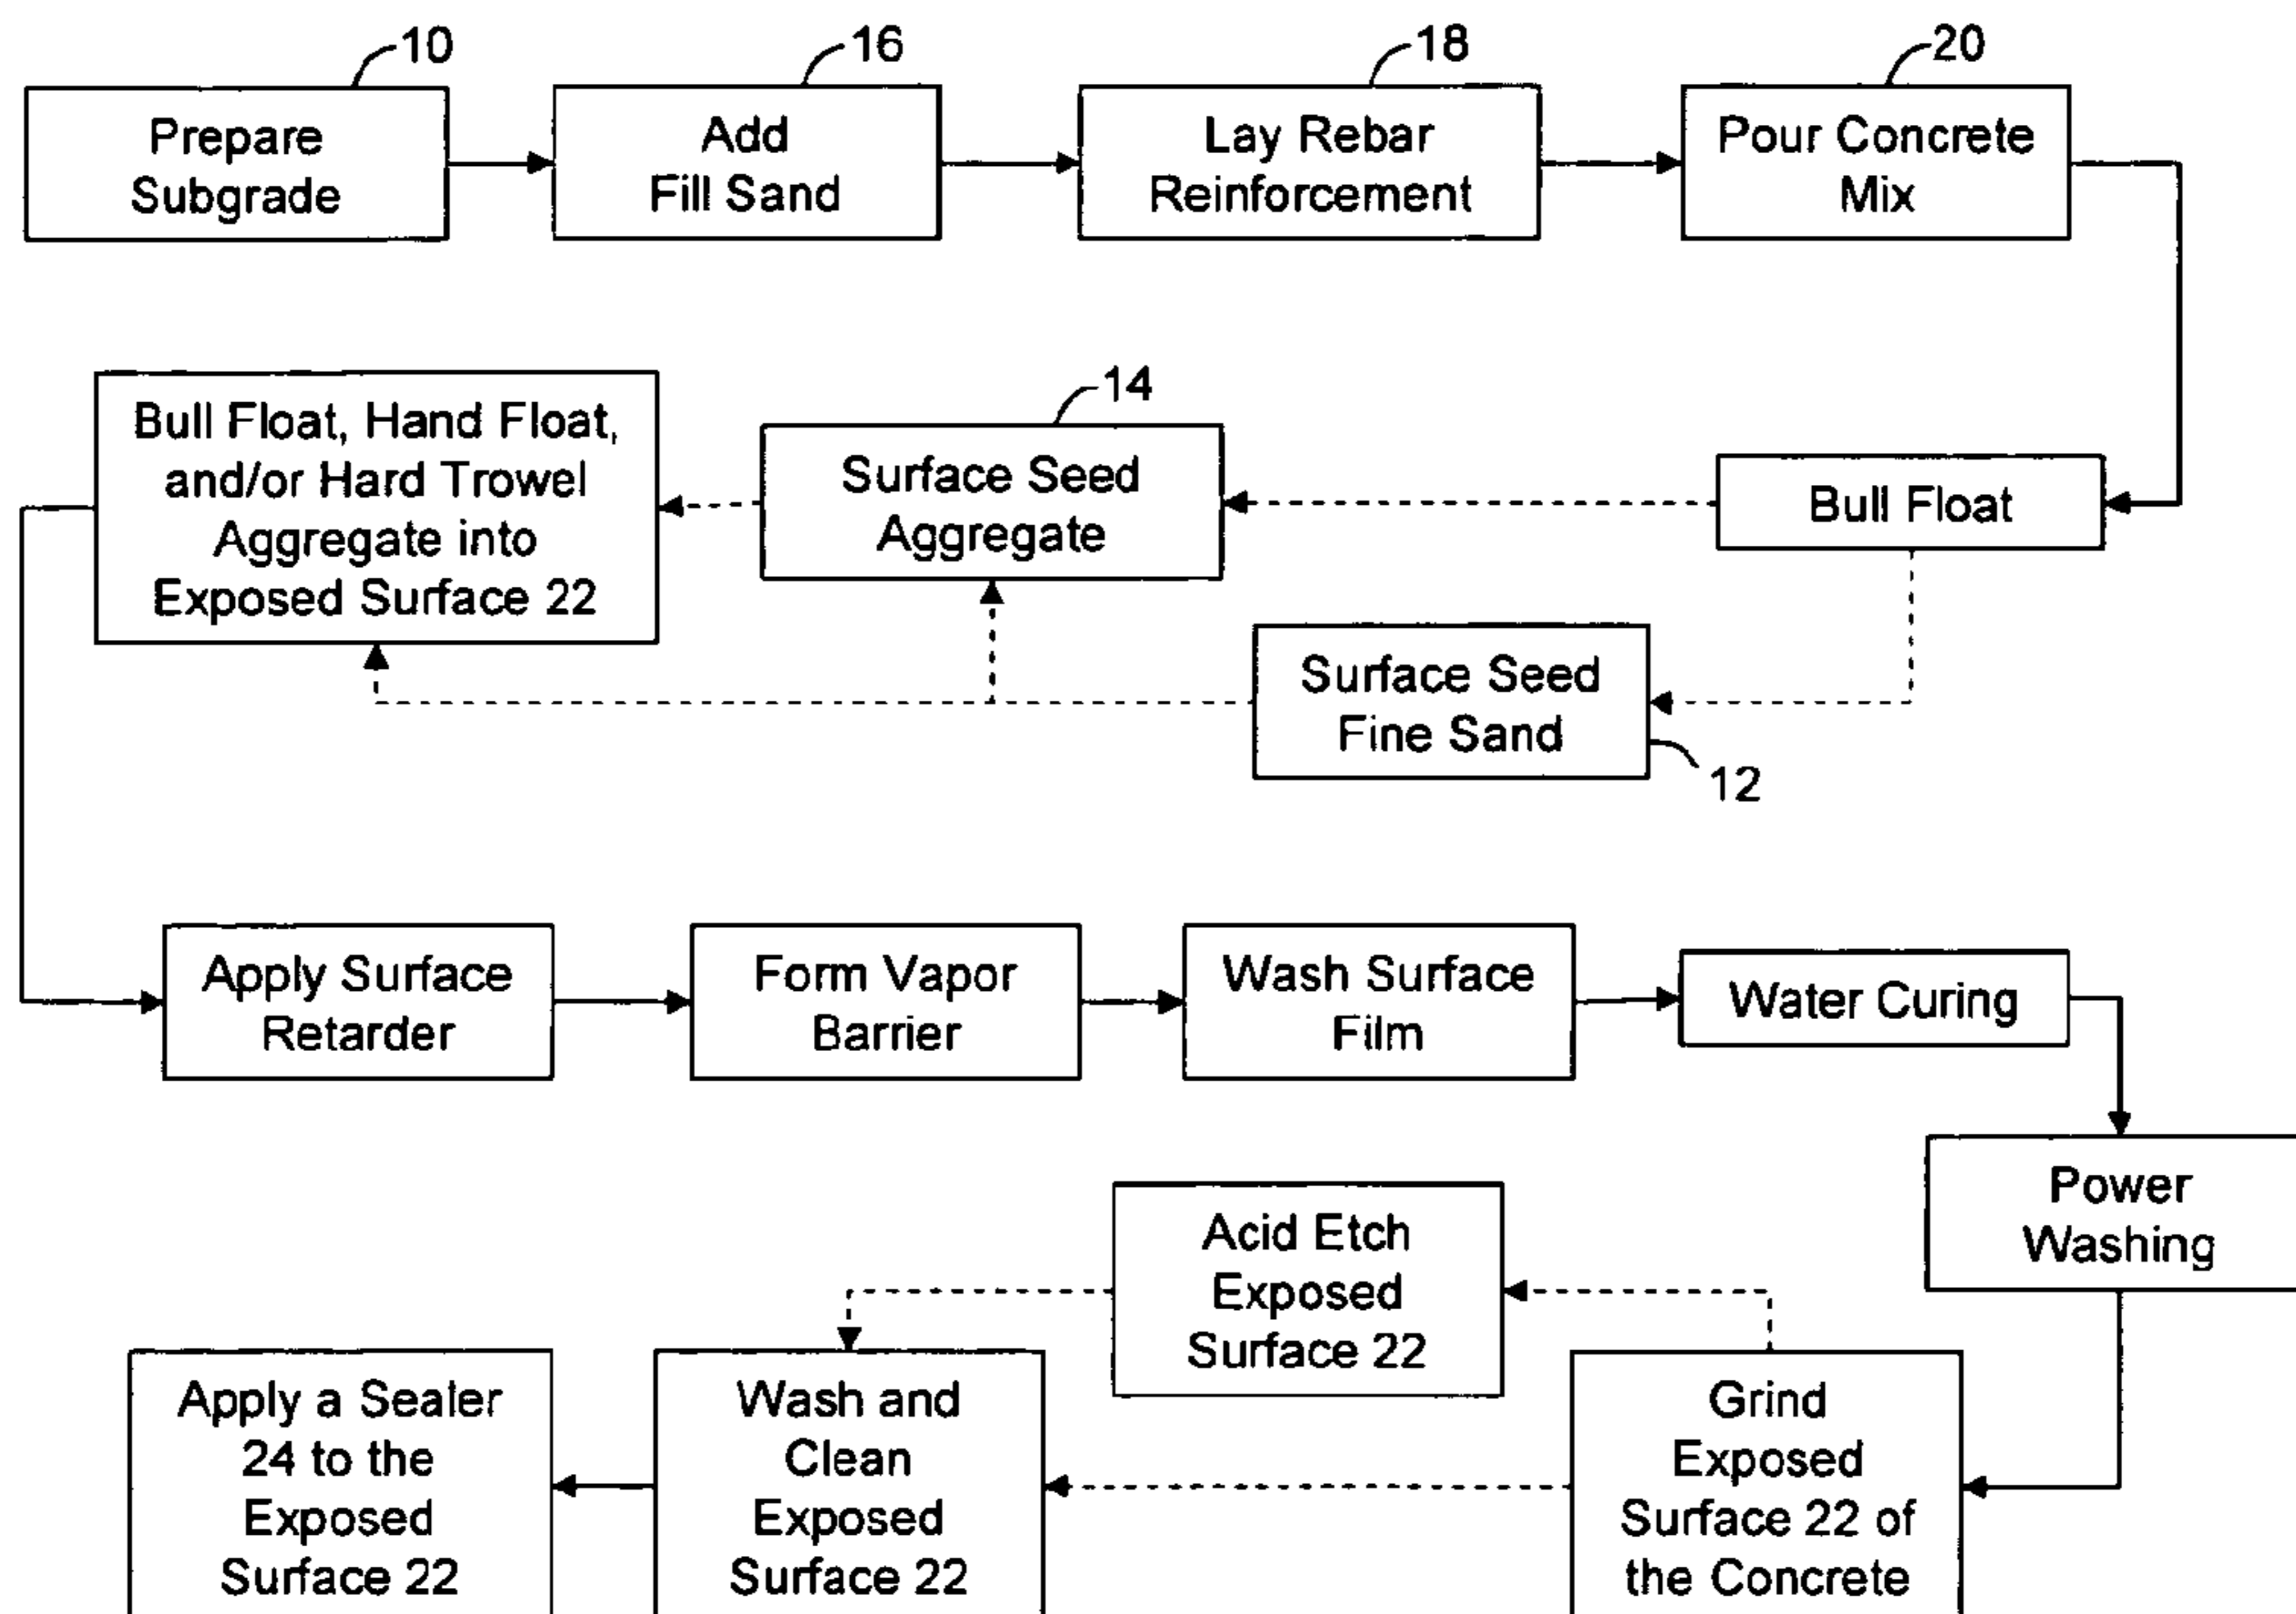 10
16
18
20
Prepare
Subgrade
Add
Fill Sand
Lay Rebar
Reinforcement
Pour Concrete
Mix
14
Bull Float, Hand Float,
and/or Hard Trowel
Aggregate into
Exposed Surface 22
Surface Seed
Aggregate
Bull Float
Surface Seed
Fine Sand
12
Apply Surface
Retarder
Form Vapor
Barrier
Wash Surface
Film
Water Curing
Power
Washing
Acid Etch
Exposed
Surface 22
Grind
Exposed
Surface 22 of
the Concrete
Wash and
Clean
Exposed
Surface 22
Apply a Sealer
24 to the
Exposed
Surface 22